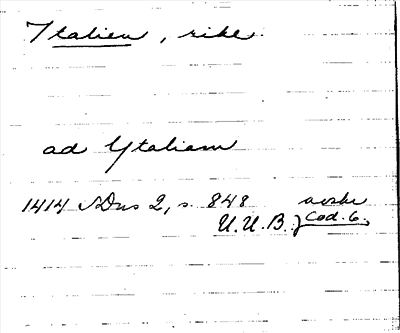 Italien, rike
ad Ytaliam
1414 SDns 2, s. 848 avskr
U.U.B., Cod. 6.